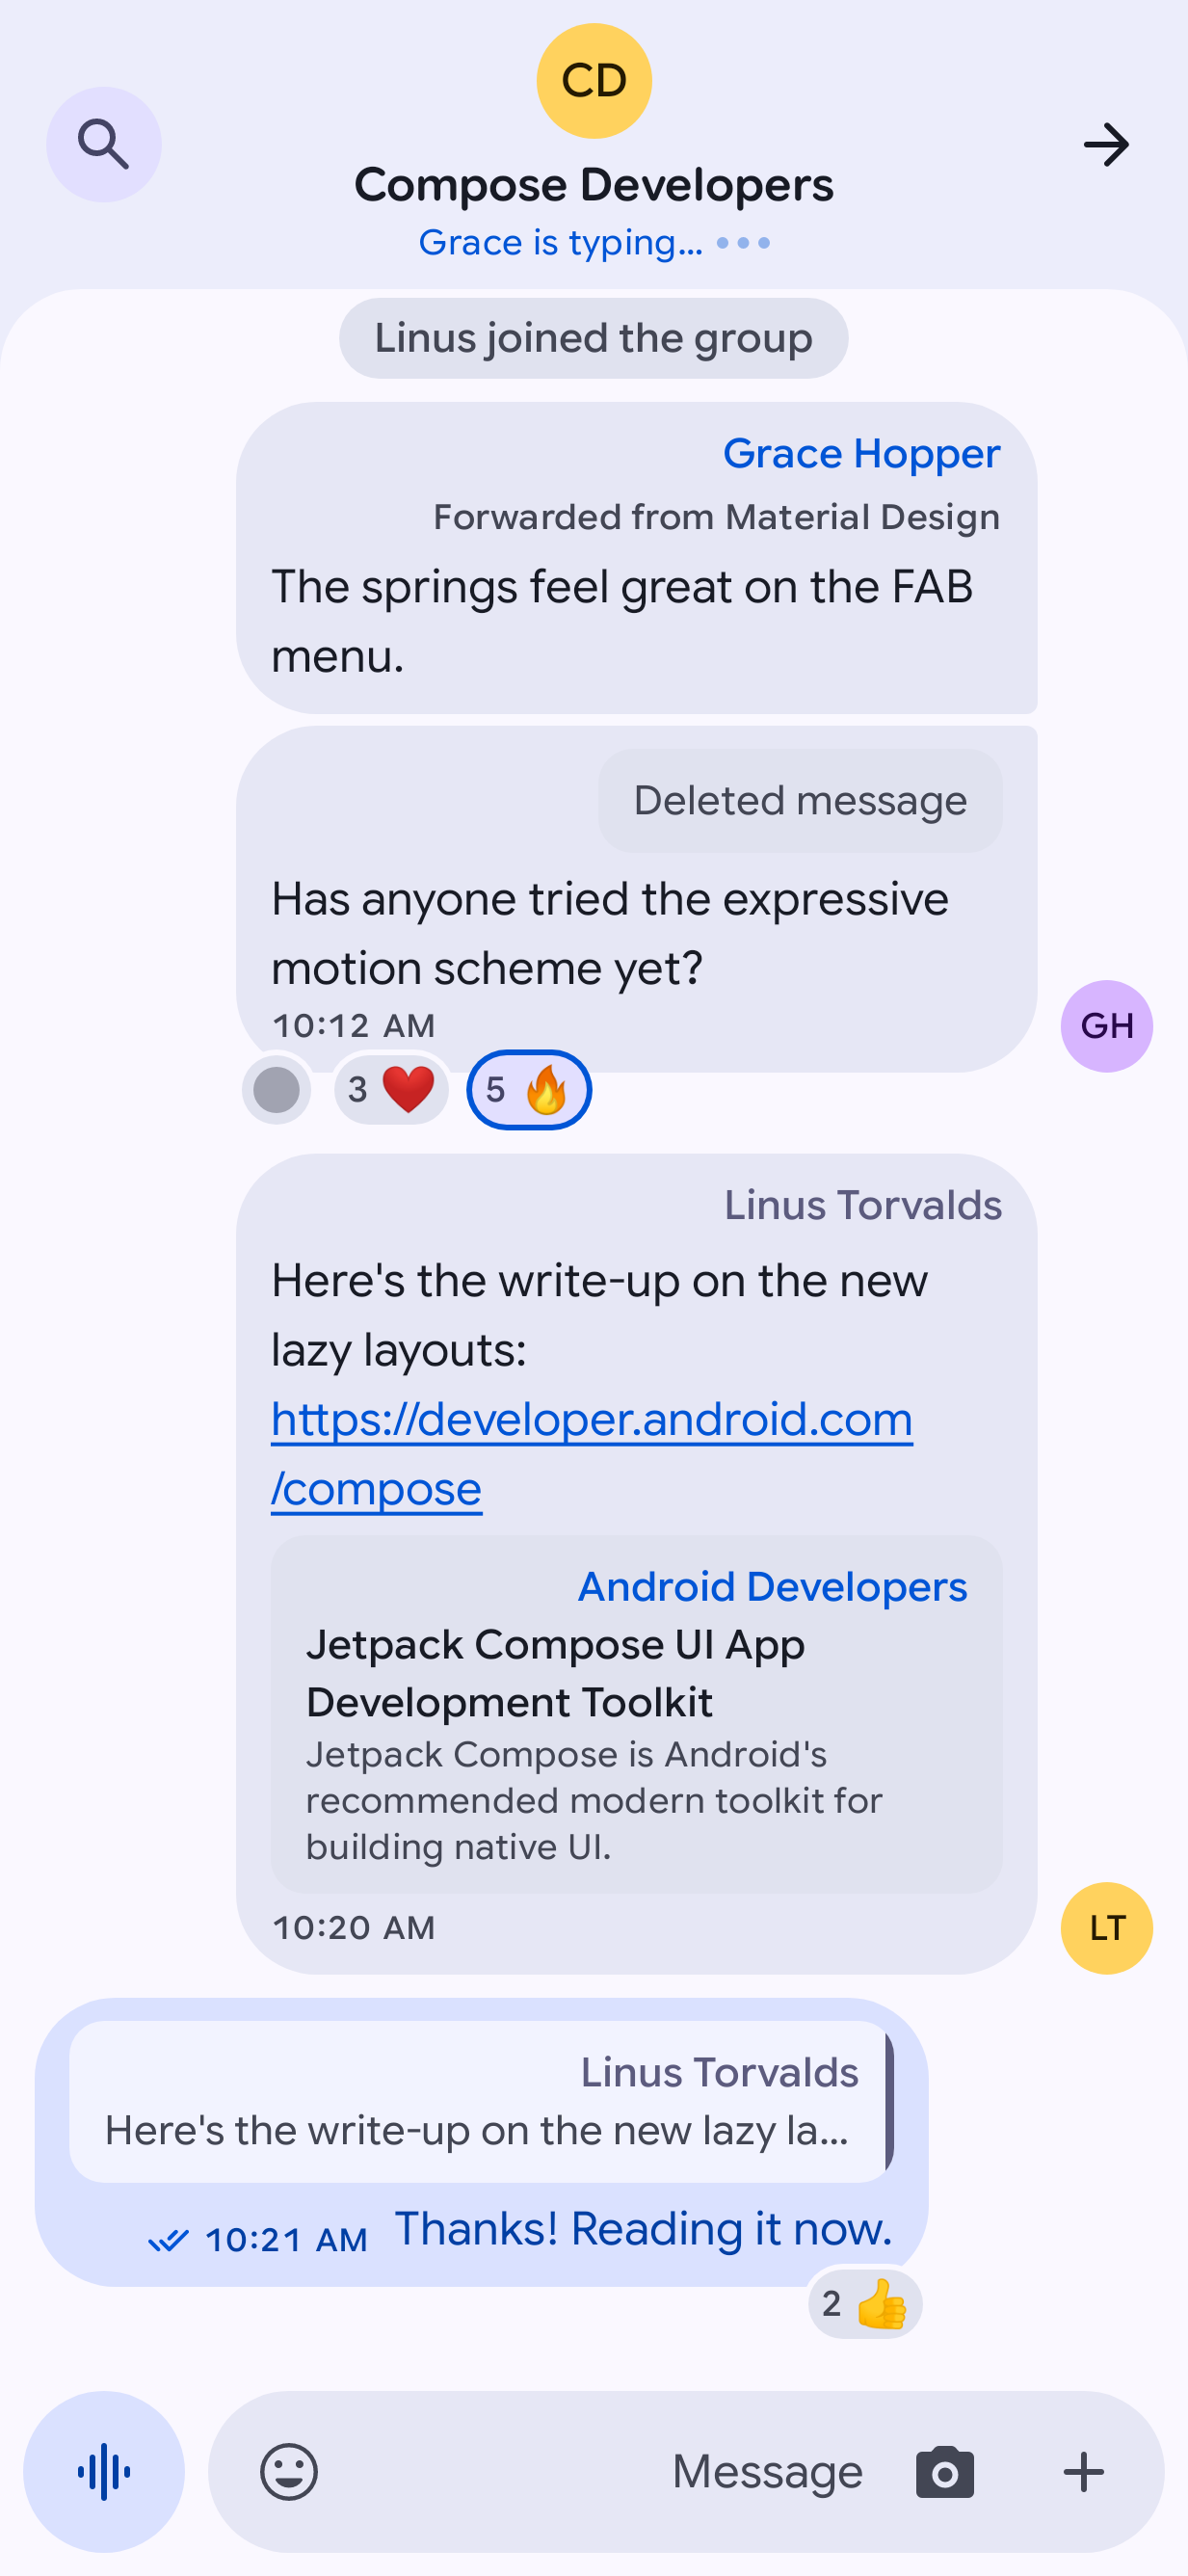 CD
Compose Developers
Grace is typing...
Linus joined the group
Grace Hopper
Forwarded from Material Design
The springs feel great on the FAB
menu.
Deleted message
Has anyone tried the expressive
motion scheme yet?
10:12 AM
GH
3 ❤️
5 🔥
Linus Torvalds
Here's the write-up on the new
lazy layouts:
https://developer.android.com
/compose
Android Developers
Jetpack Compose UI App
Development Toolkit
Jetpack Compose is Android's
recommended modern toolkit for
building native UI.
10:20 AM
LT
Linus Torvalds
Here's the write-up on the new lazy la...
Thanks! Reading it now.
10:21 AM
2 👍
Message